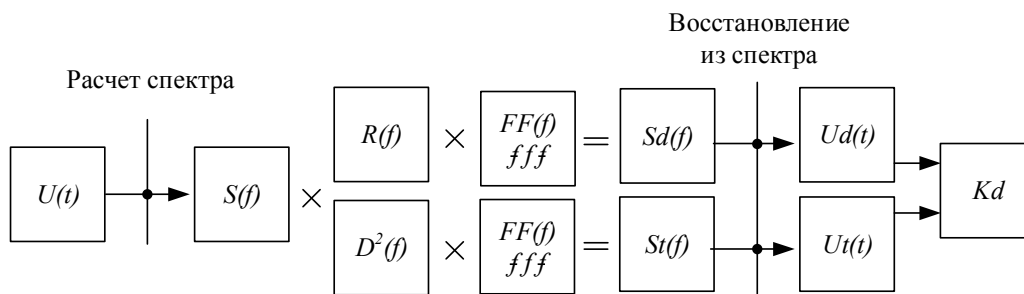 Восстановление
из спектра
Расчет спектра
R(f) × FF(f) = Sd(f) Ud(t)
fff
U(t) S(f) × Kd
D²(f) × FF(f) = St(f) Ut(t)
fff